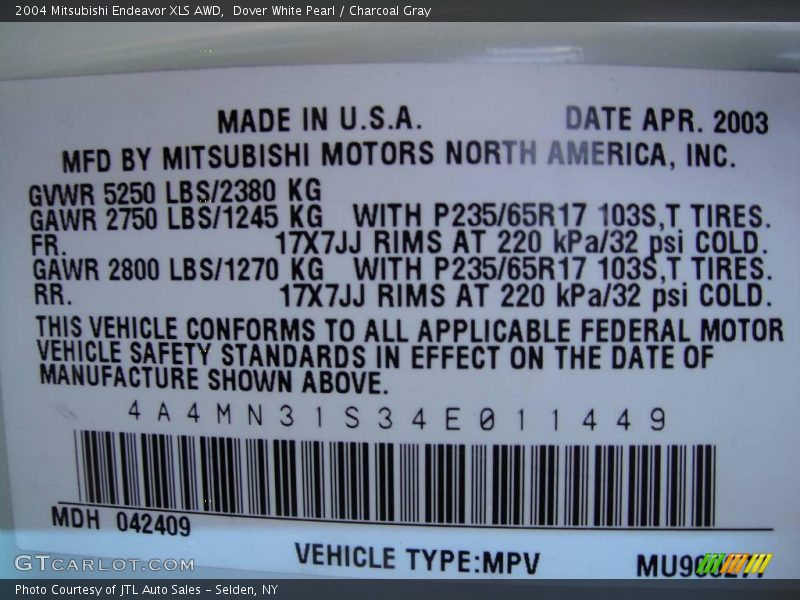 2004 Mitsubishi Endeavor XLS AWD,  Dover White Pearl / Charcoal Gray
MADE IN U.S.A. DATE APR. 2003
MFD BY MITSUBISHI MOTORS NORTH AMERICA, INC.
GVWR 5250 LBS/2380 KG
GAWR 2750 LBS/1245 KG WITH P235/65R17 103S,T TIRES.
FR. 17X7JJ RIMS AT 220 kPa/32 psi COLD.
GAWR 2800 LBS/1270 KG WITH P235/65R17 103S,T TIRES.
RR. 17X7JJ RIMS AT 220 kPa/32 psi COLD.
THIS VEHICLE CONFORMS TO ALL APPLICABLE FEDERAL MOTOR
VEHICLE SAFETY STANDARDS IN EFFECT ON THE DATE OF
MANUFACTURE SHOWN ABOVE.
4A4MN31S34E011449
MDH 042409
VEHICLE TYPE:MPV
GTCARLOT.COM
Photo Courtesy of JTL Auto Sales – Selden, NY